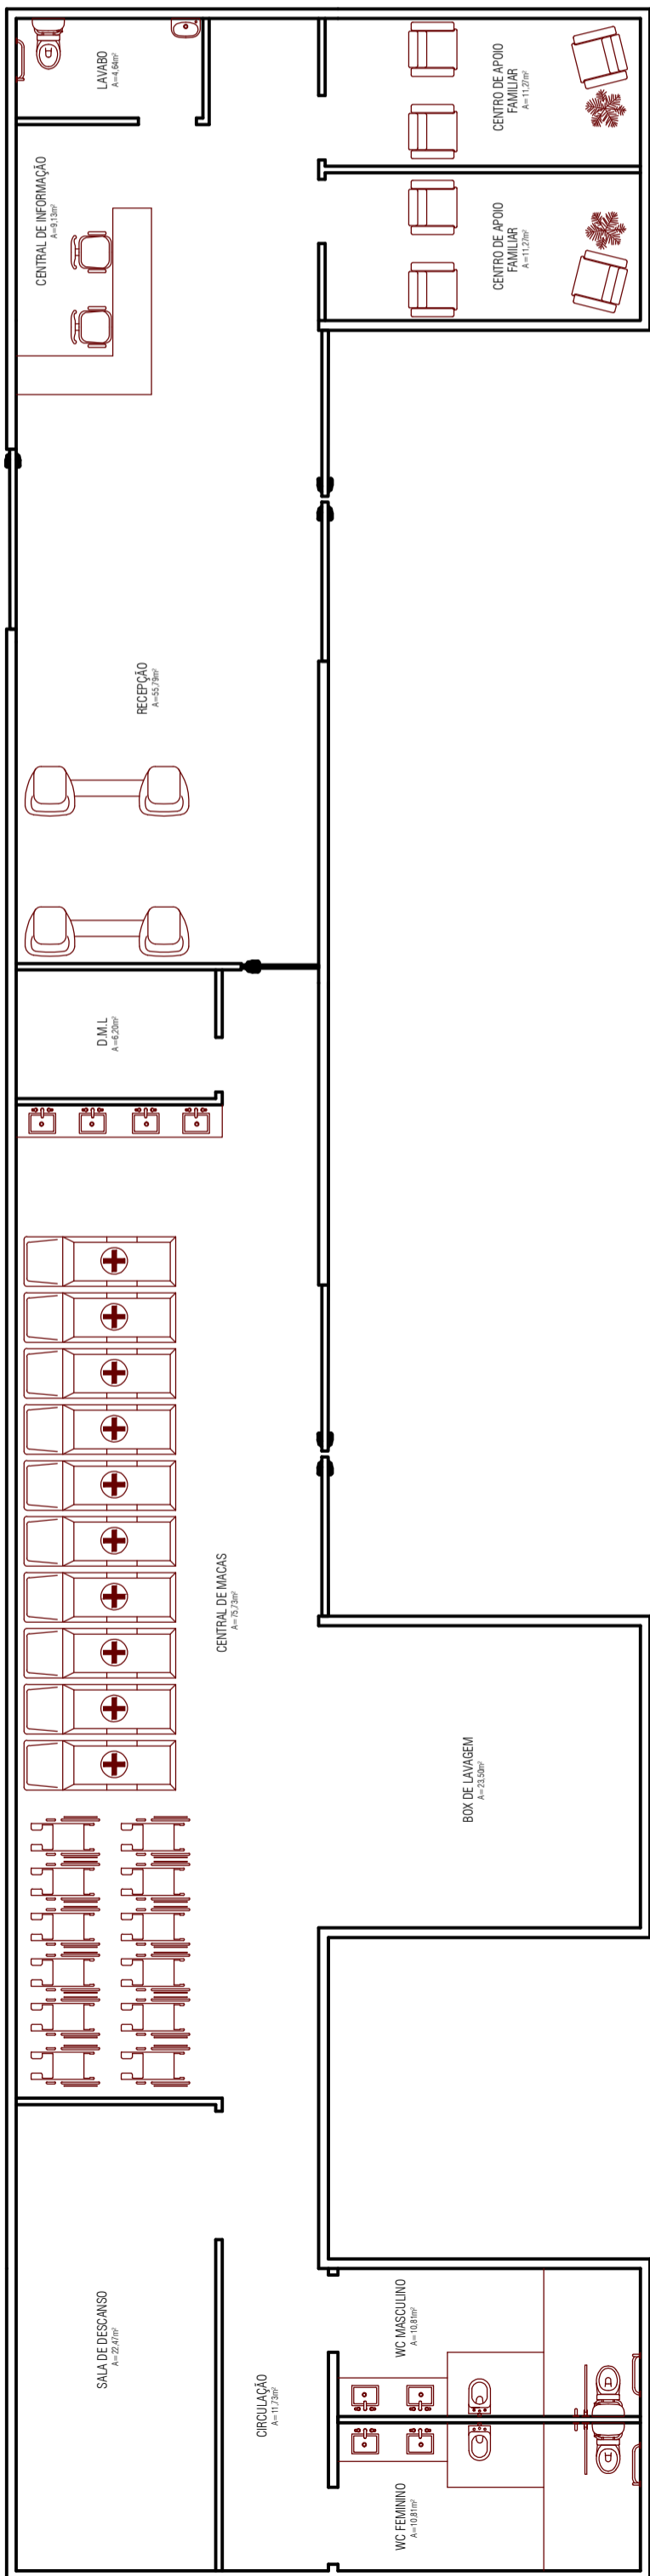 LAVABO
A=4,64m²
CENTRAL DE INFORMAÇÃO
A=9,13m²
CENTRO DE APOIO
FAMILIAR
A=11,27m²
CENTRO DE APOIO
FAMILIAR
A=11,27m²
RECEPÇÃO
A=55,79m²
D.M.L
A=6,20m²
CENTRAL DE MACAS
A=75,73m²
BOX DE LAVAGEM
A=23,50m²
SALA DE DESCANSO
A=22,47m²
CIRCULAÇÃO
A=11,73m²
WC MASCULINO
A=10,81m²
WC FEMININO
A=10,81m²